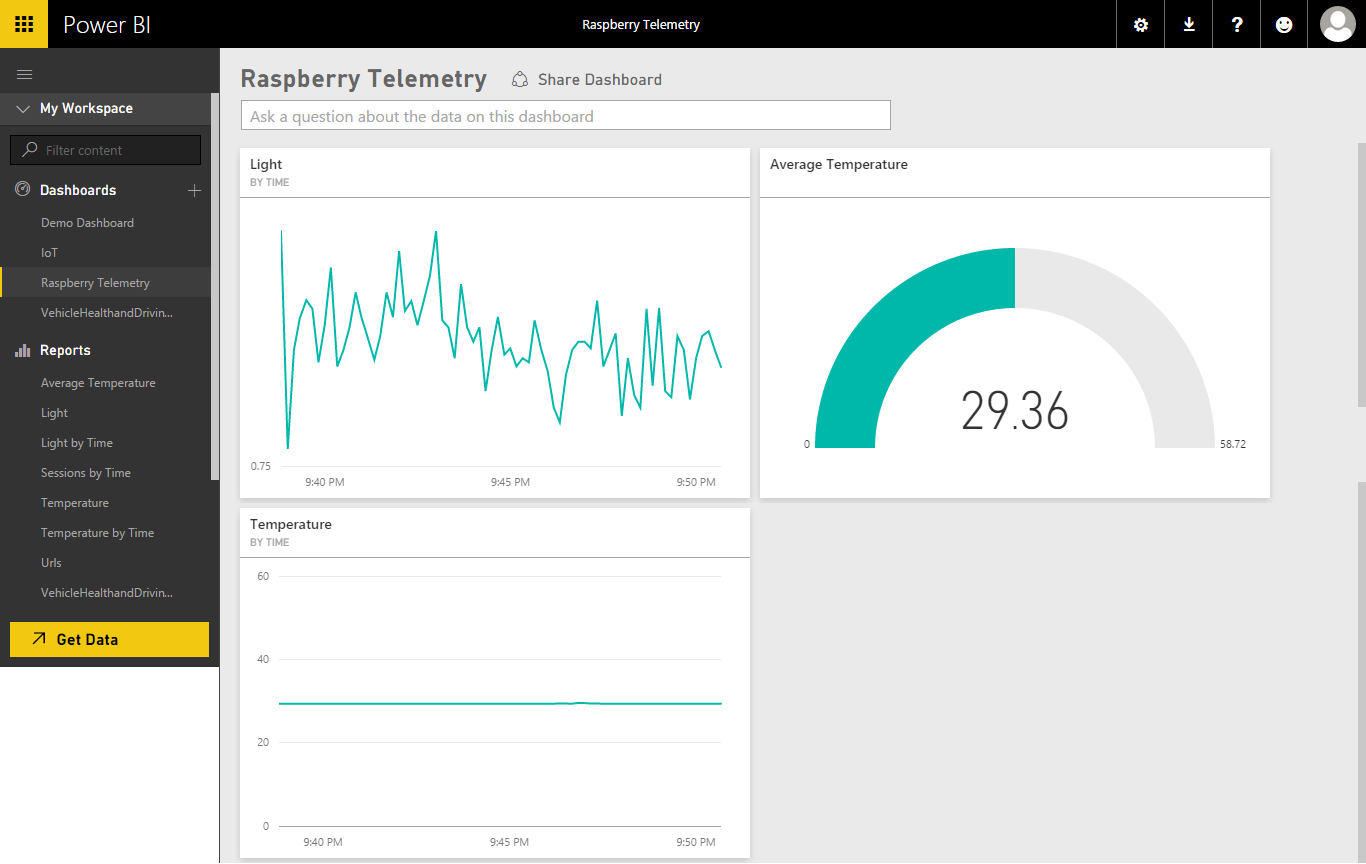 Power BI
Raspberry Telemetry
?
My Workspace
Filter content
Dashboards
Demo Dashboard
IoT
Raspberry Telemetry
VehicleHealthandDrivin...
Reports
Average Temperature
Light
Light by Time
Sessions by Time
Temperature
Temperature by Time
Urls
VehicleHealthandDrivin...
Get Data
Raspberry Telemetry
Share Dashboard
Ask a question about the data on this dashboard
Light
BY TIME
0.75
9:40 PM 9:45 PM 9:50 PM
Average Temperature
29.36
0 58.72
Temperature
BY TIME
60
40
20
0
9:40 PM 9:45 PM 9:50 PM